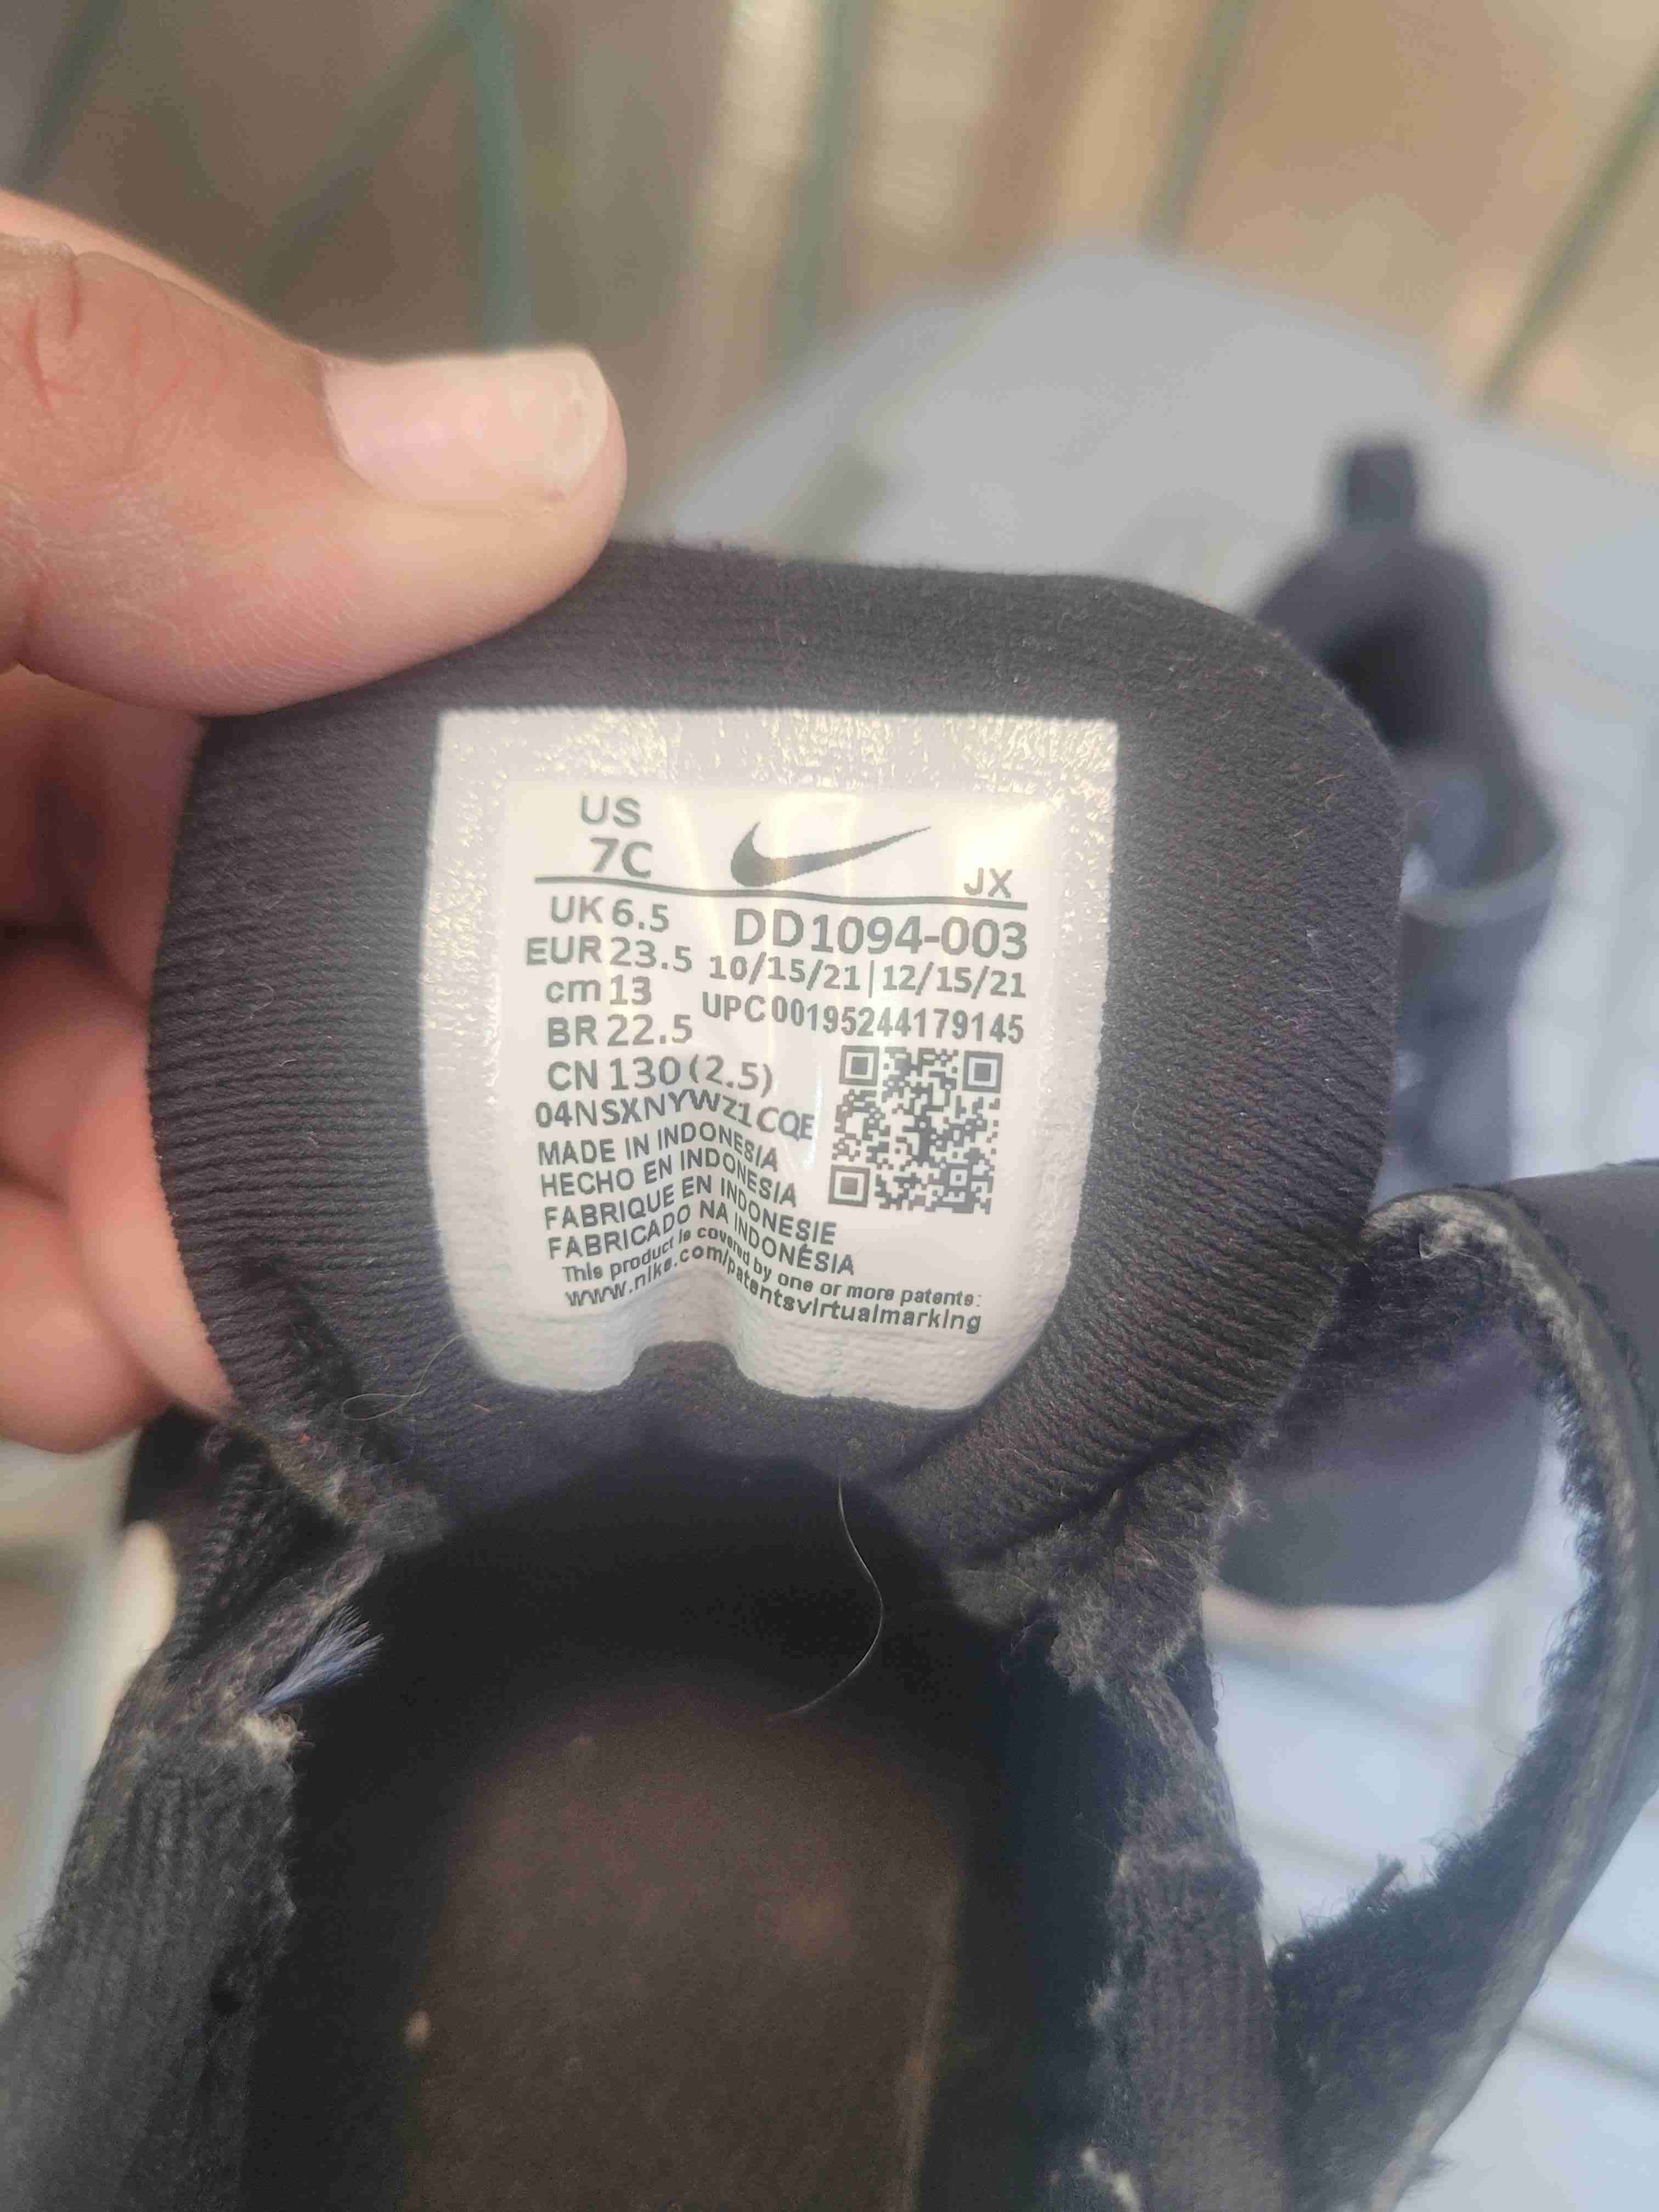 US
7C
JX
UK 6.5
DD1094-003
EUR 23.5
10/15/21|12/15/21
cm 13
UPC00195244179145
BR 22.5
CN 130 (2.5)
04NSXNYWZ1CQE
MADE IN INDONESIA
HECHO EN INDONESIA
FABRIQUE EN INDONESIE
FABRICADO NA INDONÉSIA
This product is covered by one or more patents:
www.nike.com/patentsvirtualmarking